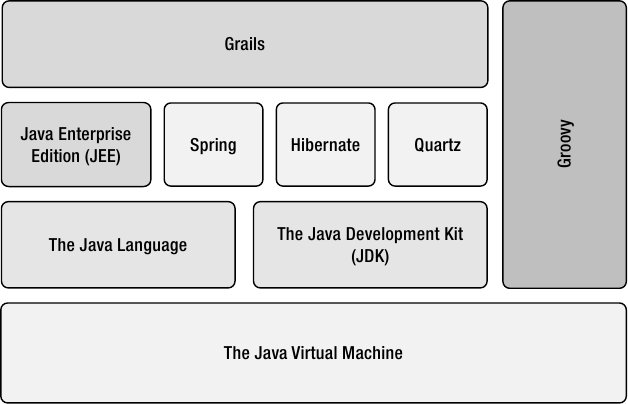 Grails
Java Enterprise
Edition (JEE)
Spring
Hibernate
Quartz
Groovy
The Java Language
The Java Development Kit
(JDK)
The Java Virtual Machine